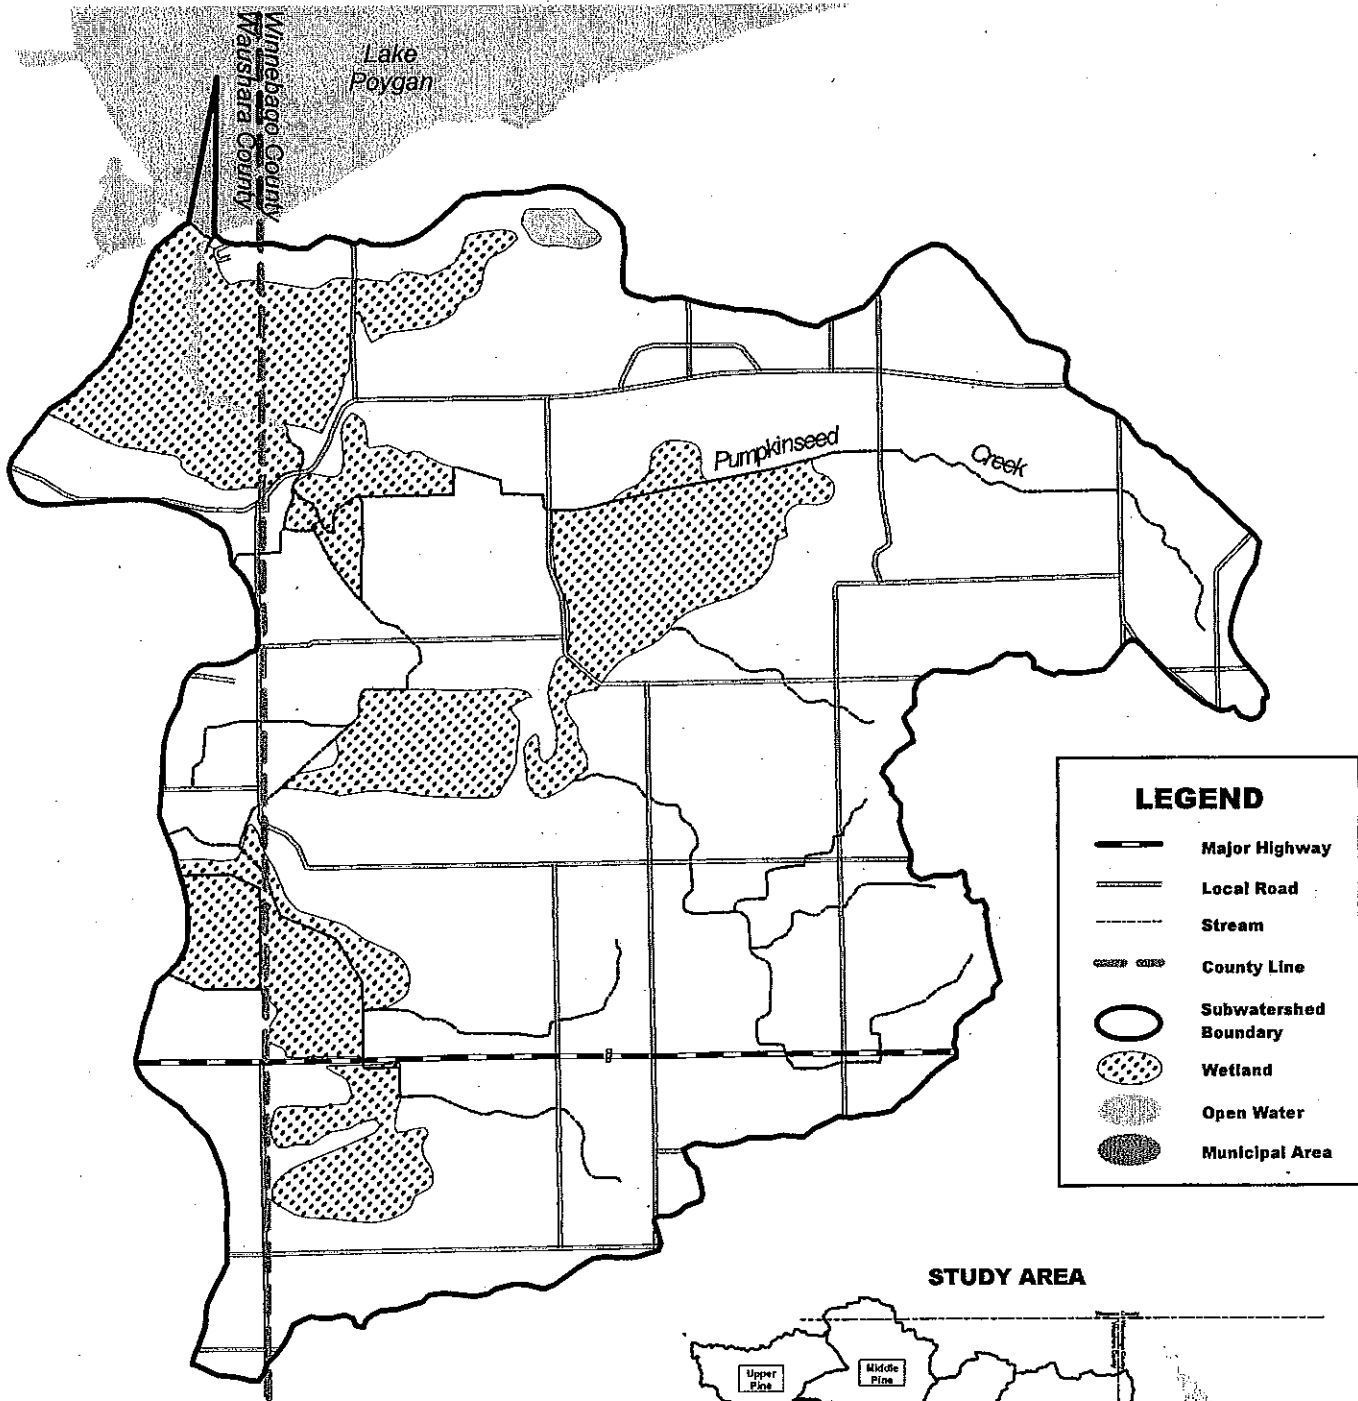 Winnebago County
Waushara County
Lake
Poygan
Pumpkinseed
Creek
LEGEND
Major Highway
Local Road
Stream
County Line
Subwatershed
Boundary
Wetland
Open Water
Municipal Area
STUDY AREA
Upper
Pine
Middle
Pine